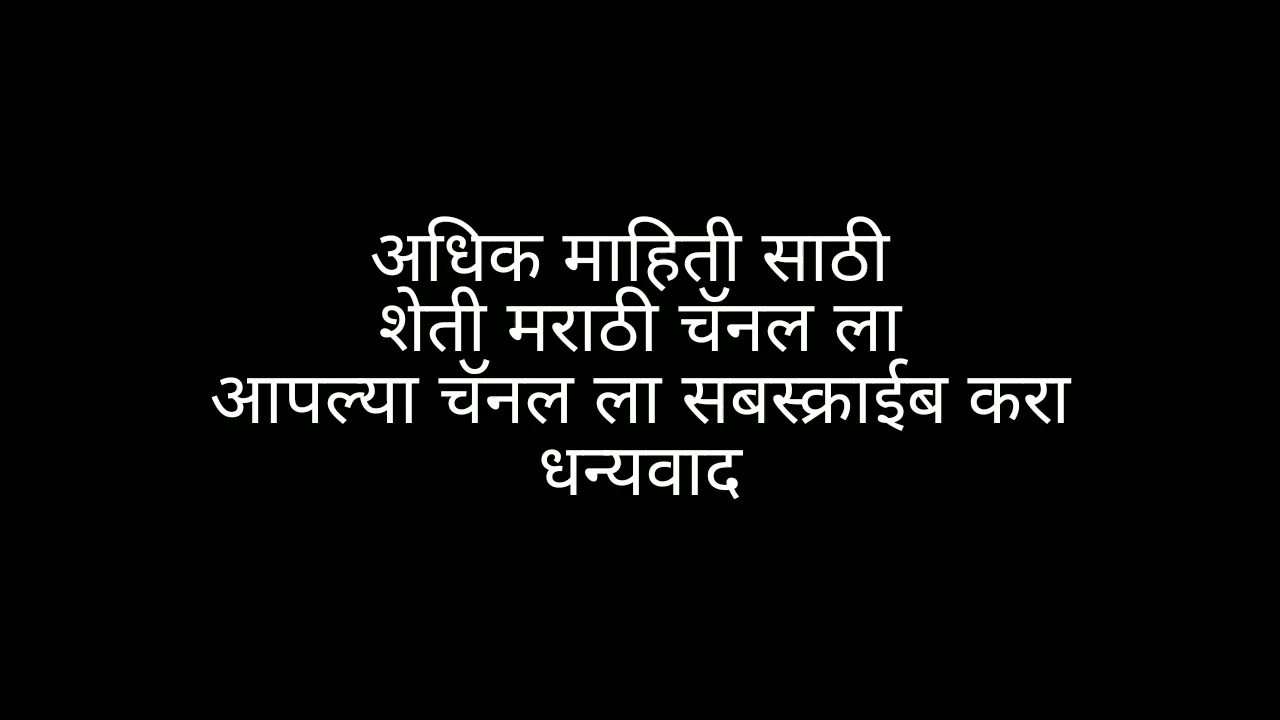 अधिक माहिती साठी
शेती मराठी चॅनल ला
आपल्या चॅनल ला सबस्क्राईब करा
धन्यवाद